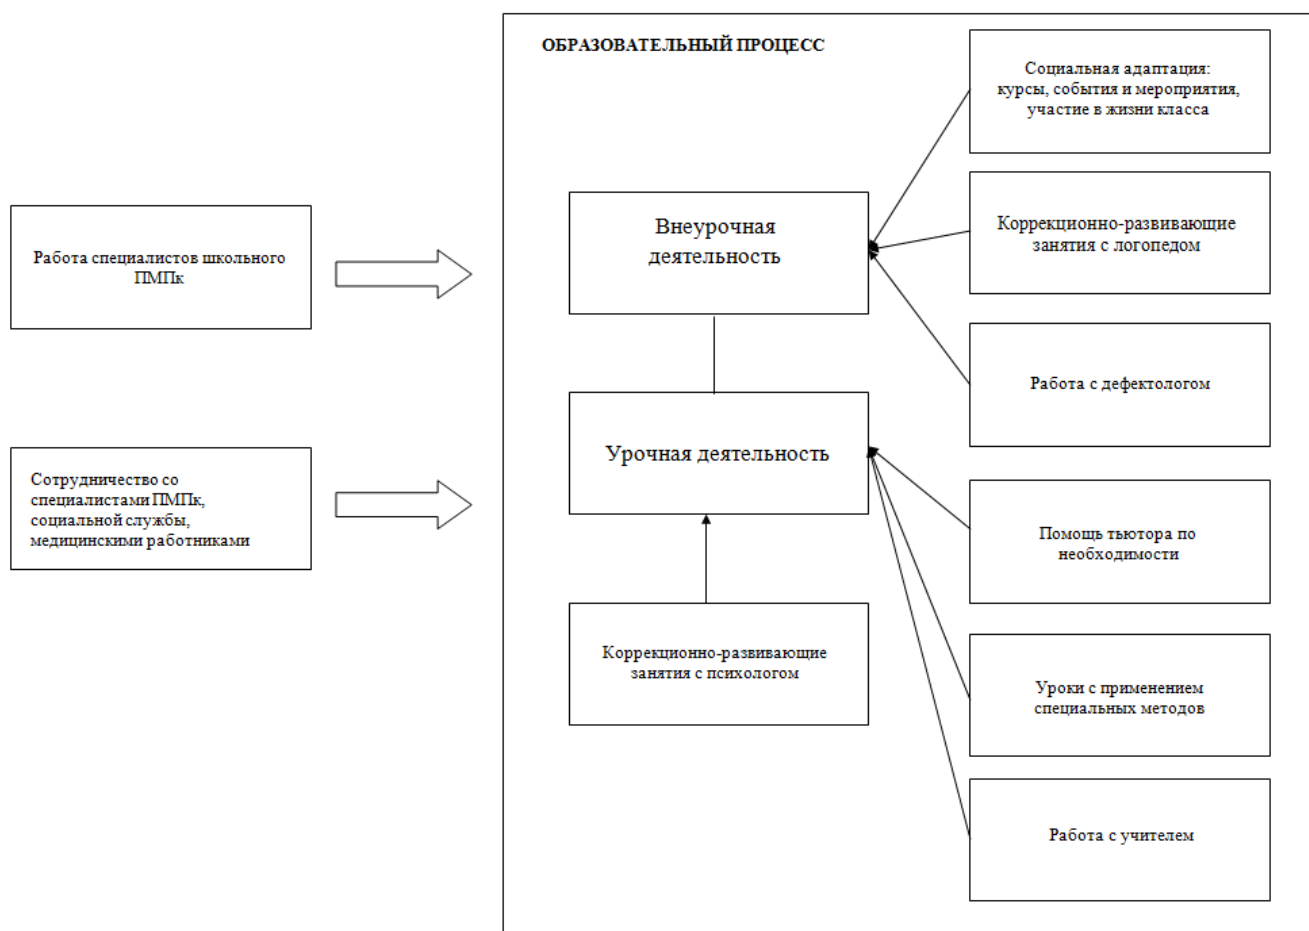 ОБРАЗОВАТЕЛЬНЫЙ ПРОЦЕСС
Социальная адаптация:
курсы, события и мероприятия,
участие в жизни класса
Внеурочная
деятельность
Коррекционно-развивающие
занятия с логопедом
Работа специалистов школьного
ПМПк
Работа с дефектологом
Урочная деятельность
Сотрудничество со
специалистами ПМПк,
социальной службы,
медицинскими работниками
Помощь тьютора по
необходимости
Коррекционно-развивающие
занятия с психологом
Уроки с применением
специальных методов
Работа с учителем